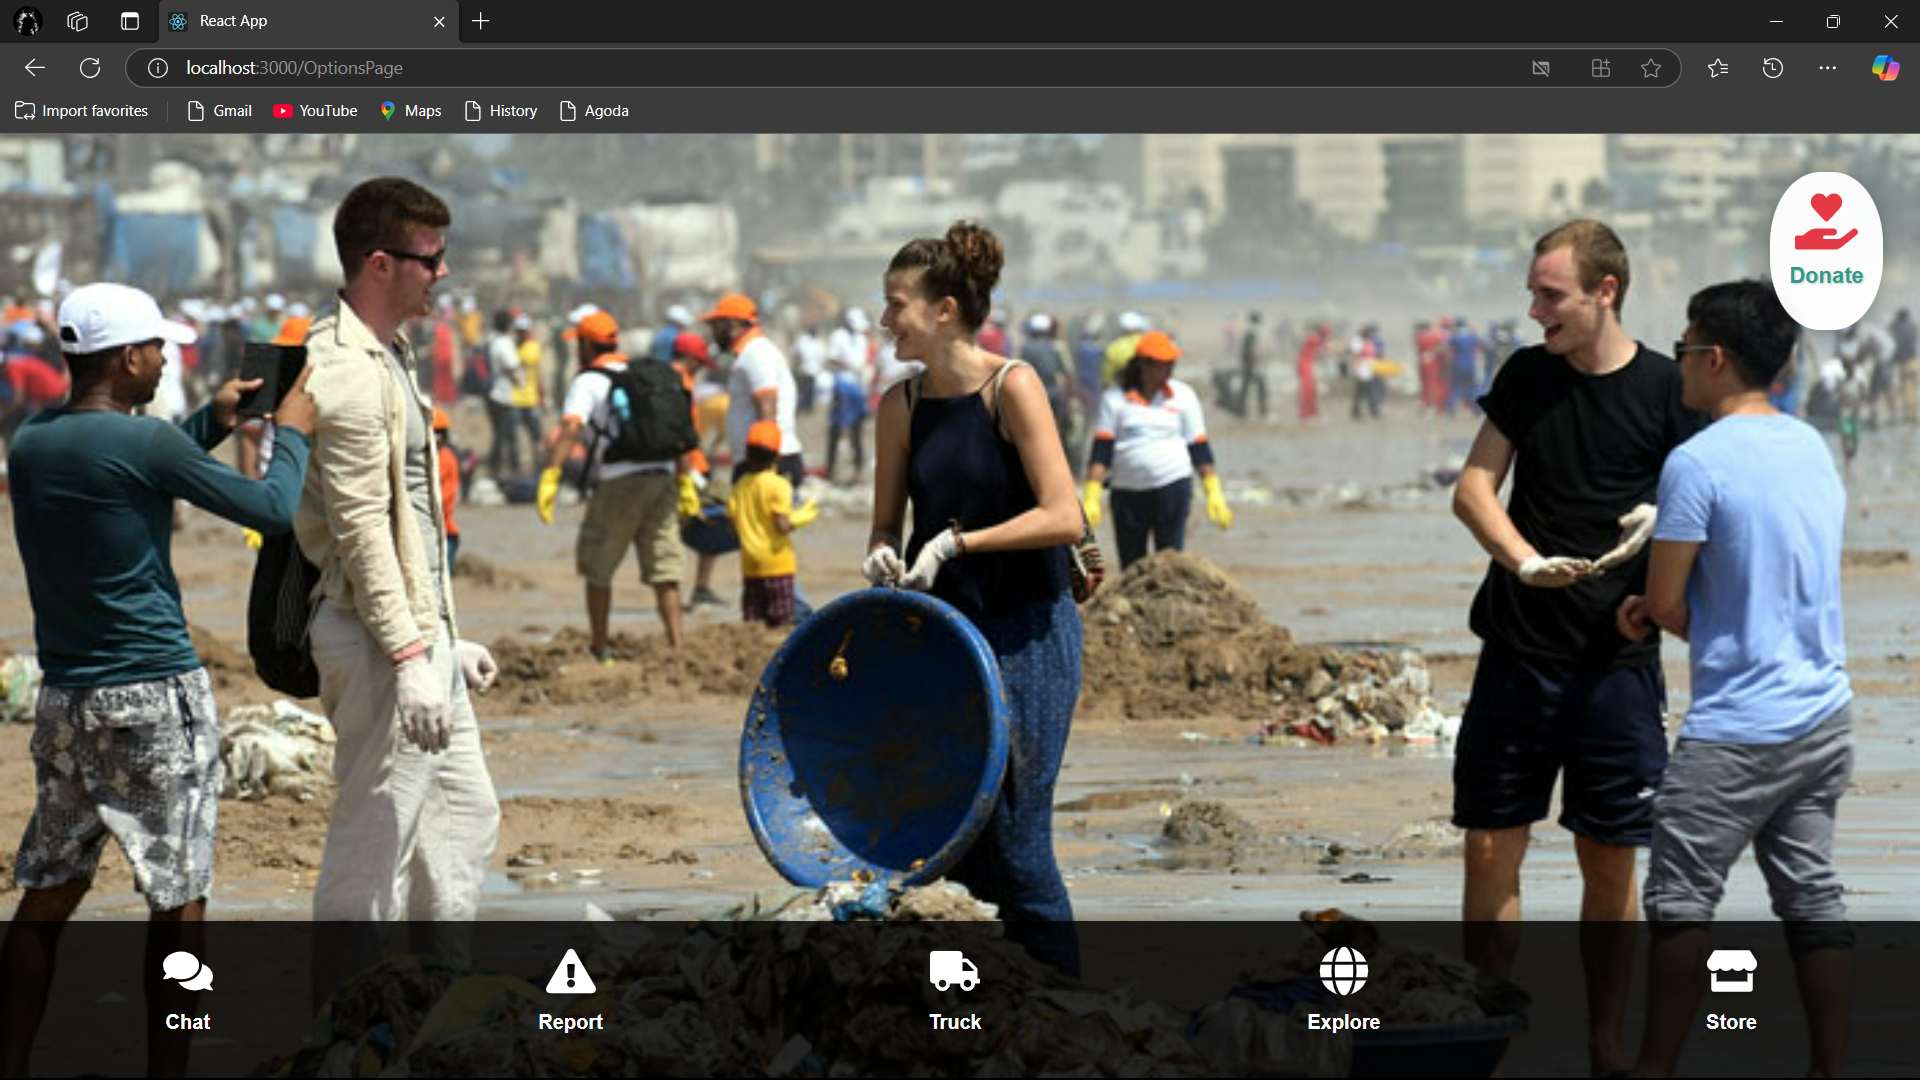 React App
localhost:3000/OptionsPage
Import favorites Gmail YouTube Maps History Agoda
Donate
Chat Report Truck Explore Store